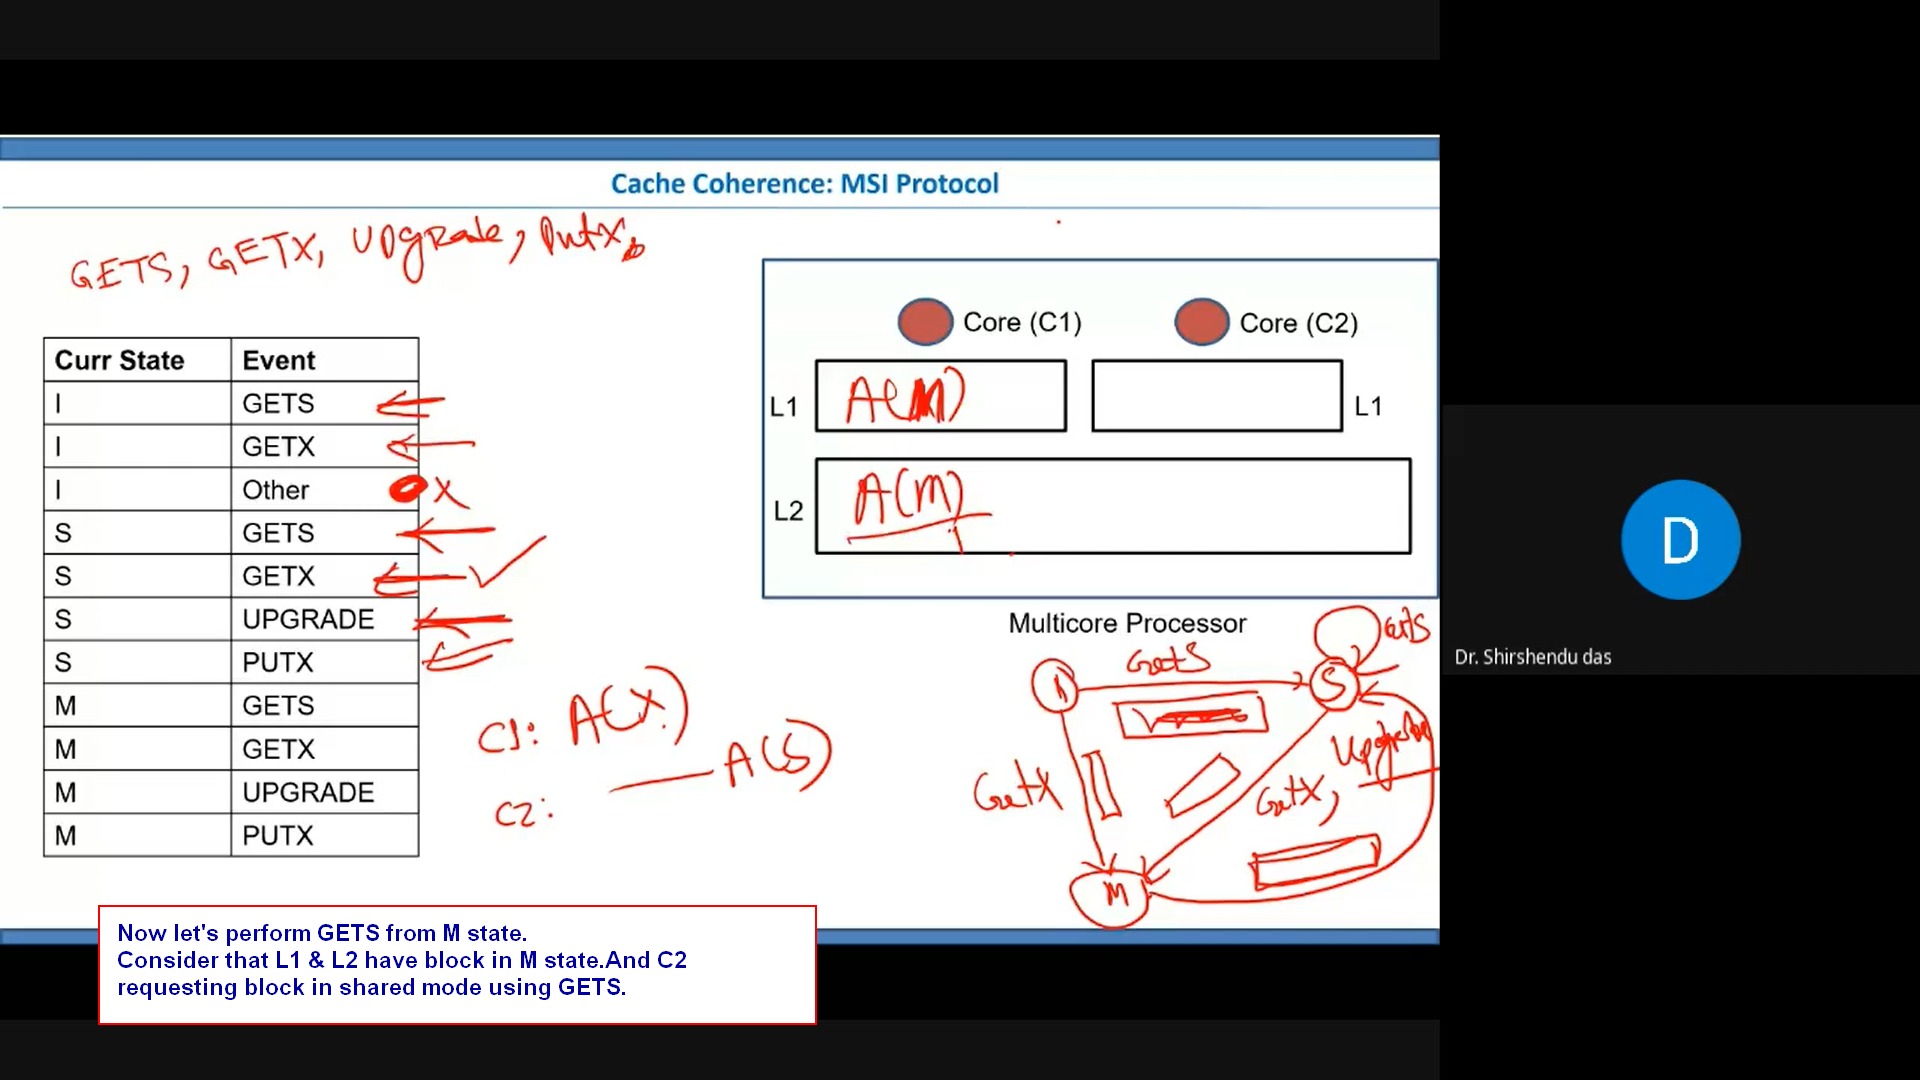 Cache Coherence: MSI Protocol
GETS, GETX, Upgrade, Putx
Curr State Event
I GETS
I GETX
I Other X
S GETS
S GETX
S UPGRADE
S PUTX
M GETS
M GETX
M UPGRADE
M PUTX
C1: A(X)
C2: A(S)
Core (C1) Core (C2)
L1 A(M) L1
L2 A(M)
Multicore Processor
GetS
GetS
S
GetX
GetX, Upgrade
M
Now let's perform GETS from M state.
Consider that L1 & L2 have block in M state.And C2
requesting block in shared mode using GETS.
D
Dr. Shirshendu das